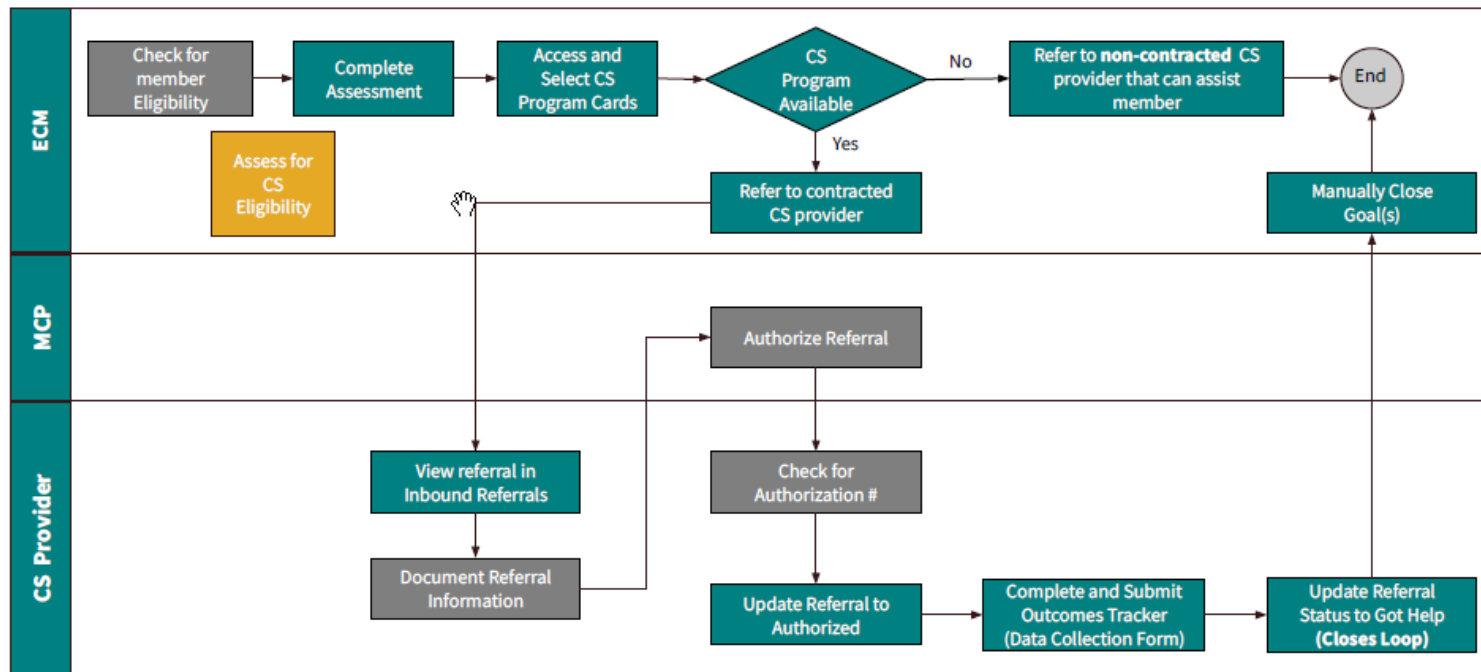 ECM
Check for
member
Eligibility
Complete
Assessment
Access and
Select CS
Program Cards
CS
Program
Available
No
Refer to non-contracted CS
provider that can assist
member
End
Assess for
CS
Eligibility
Yes
Refer to contracted
CS provider
Manually Close
Goal(s)
MCP
Authorize Referral
CS Provider
View referral in
Inbound Referrals
Check for
Authorization #
Document Referral
Information
Update Referral to
Authorized
Complete and Submit
Outcomes Tracker
(Data Collection Form)
Update Referral
Status to Got Help
(Closes Loop)